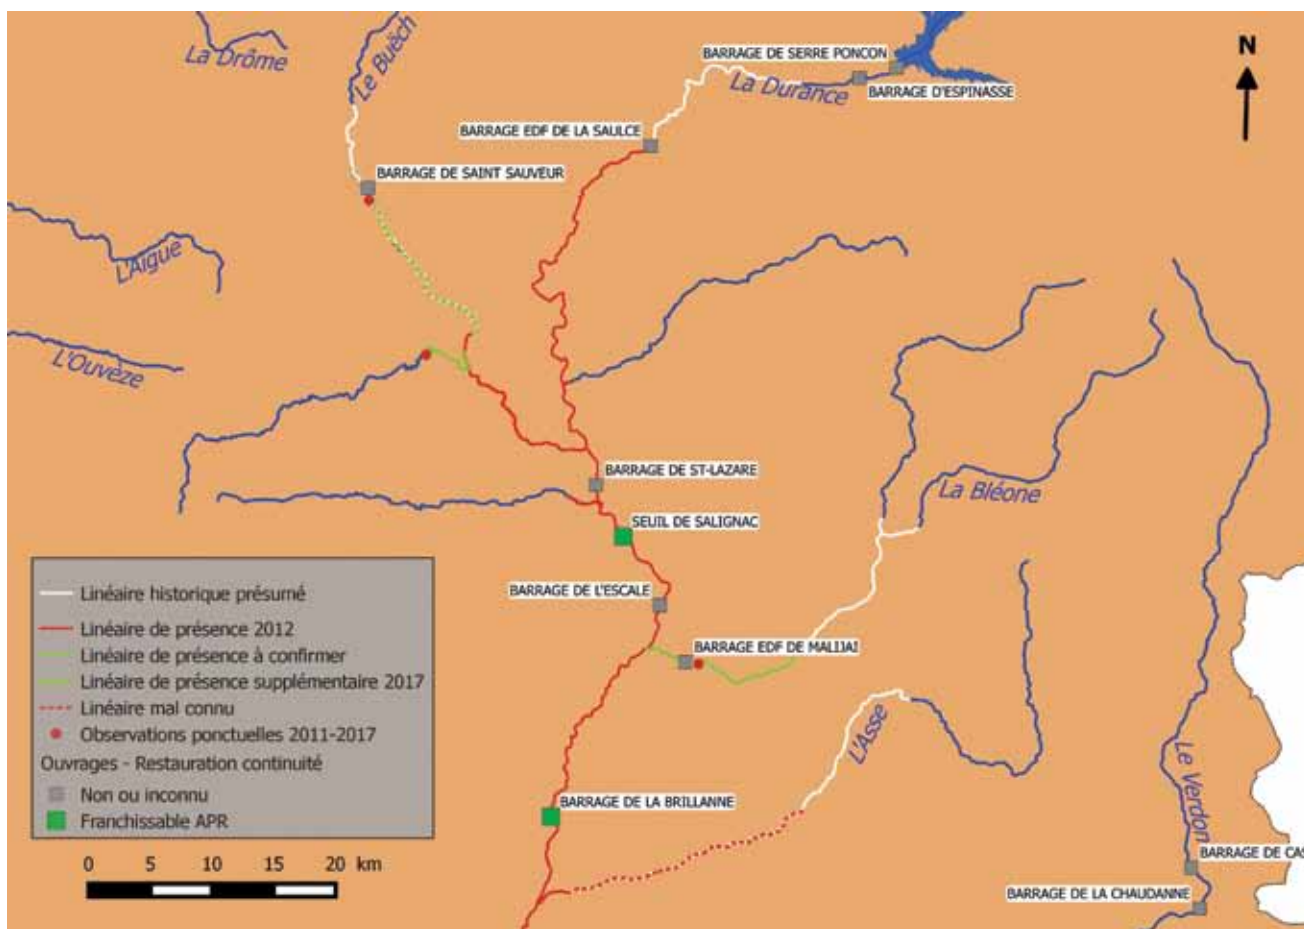 La Drôme
Le Buëch
BARRAGE DE SERRE PONCON
N
La Durance
BARRAGE D'ESPINASSE
BARRAGE EDF DE LA SAULCE
BARRAGE DE SAINT SAUVEUR
L'Aigue
L'Ouvèze
BARRAGE DE ST-LAZARE
La Bléone
SEUIL DE SALIGNAC
BARRAGE DE L'ESCALE
BARRAGE EDF DE MALIJAI
L'Asse
Le Verdon
BARRAGE DE LA BRILLANNE
BARRAGE DE CAS
BARRAGE DE LA CHAUDANNE
Linéaire historique présumé
Linéaire de présence 2012
Linéaire de présence à confirmer
Linéaire de présence supplémentaire 2017
Linéaire mal connu
Observations ponctuelles 2011-2017
Ouvrages - Restauration continuité
Non ou inconnu
Franchissable APR
0 5 10 15 20 km